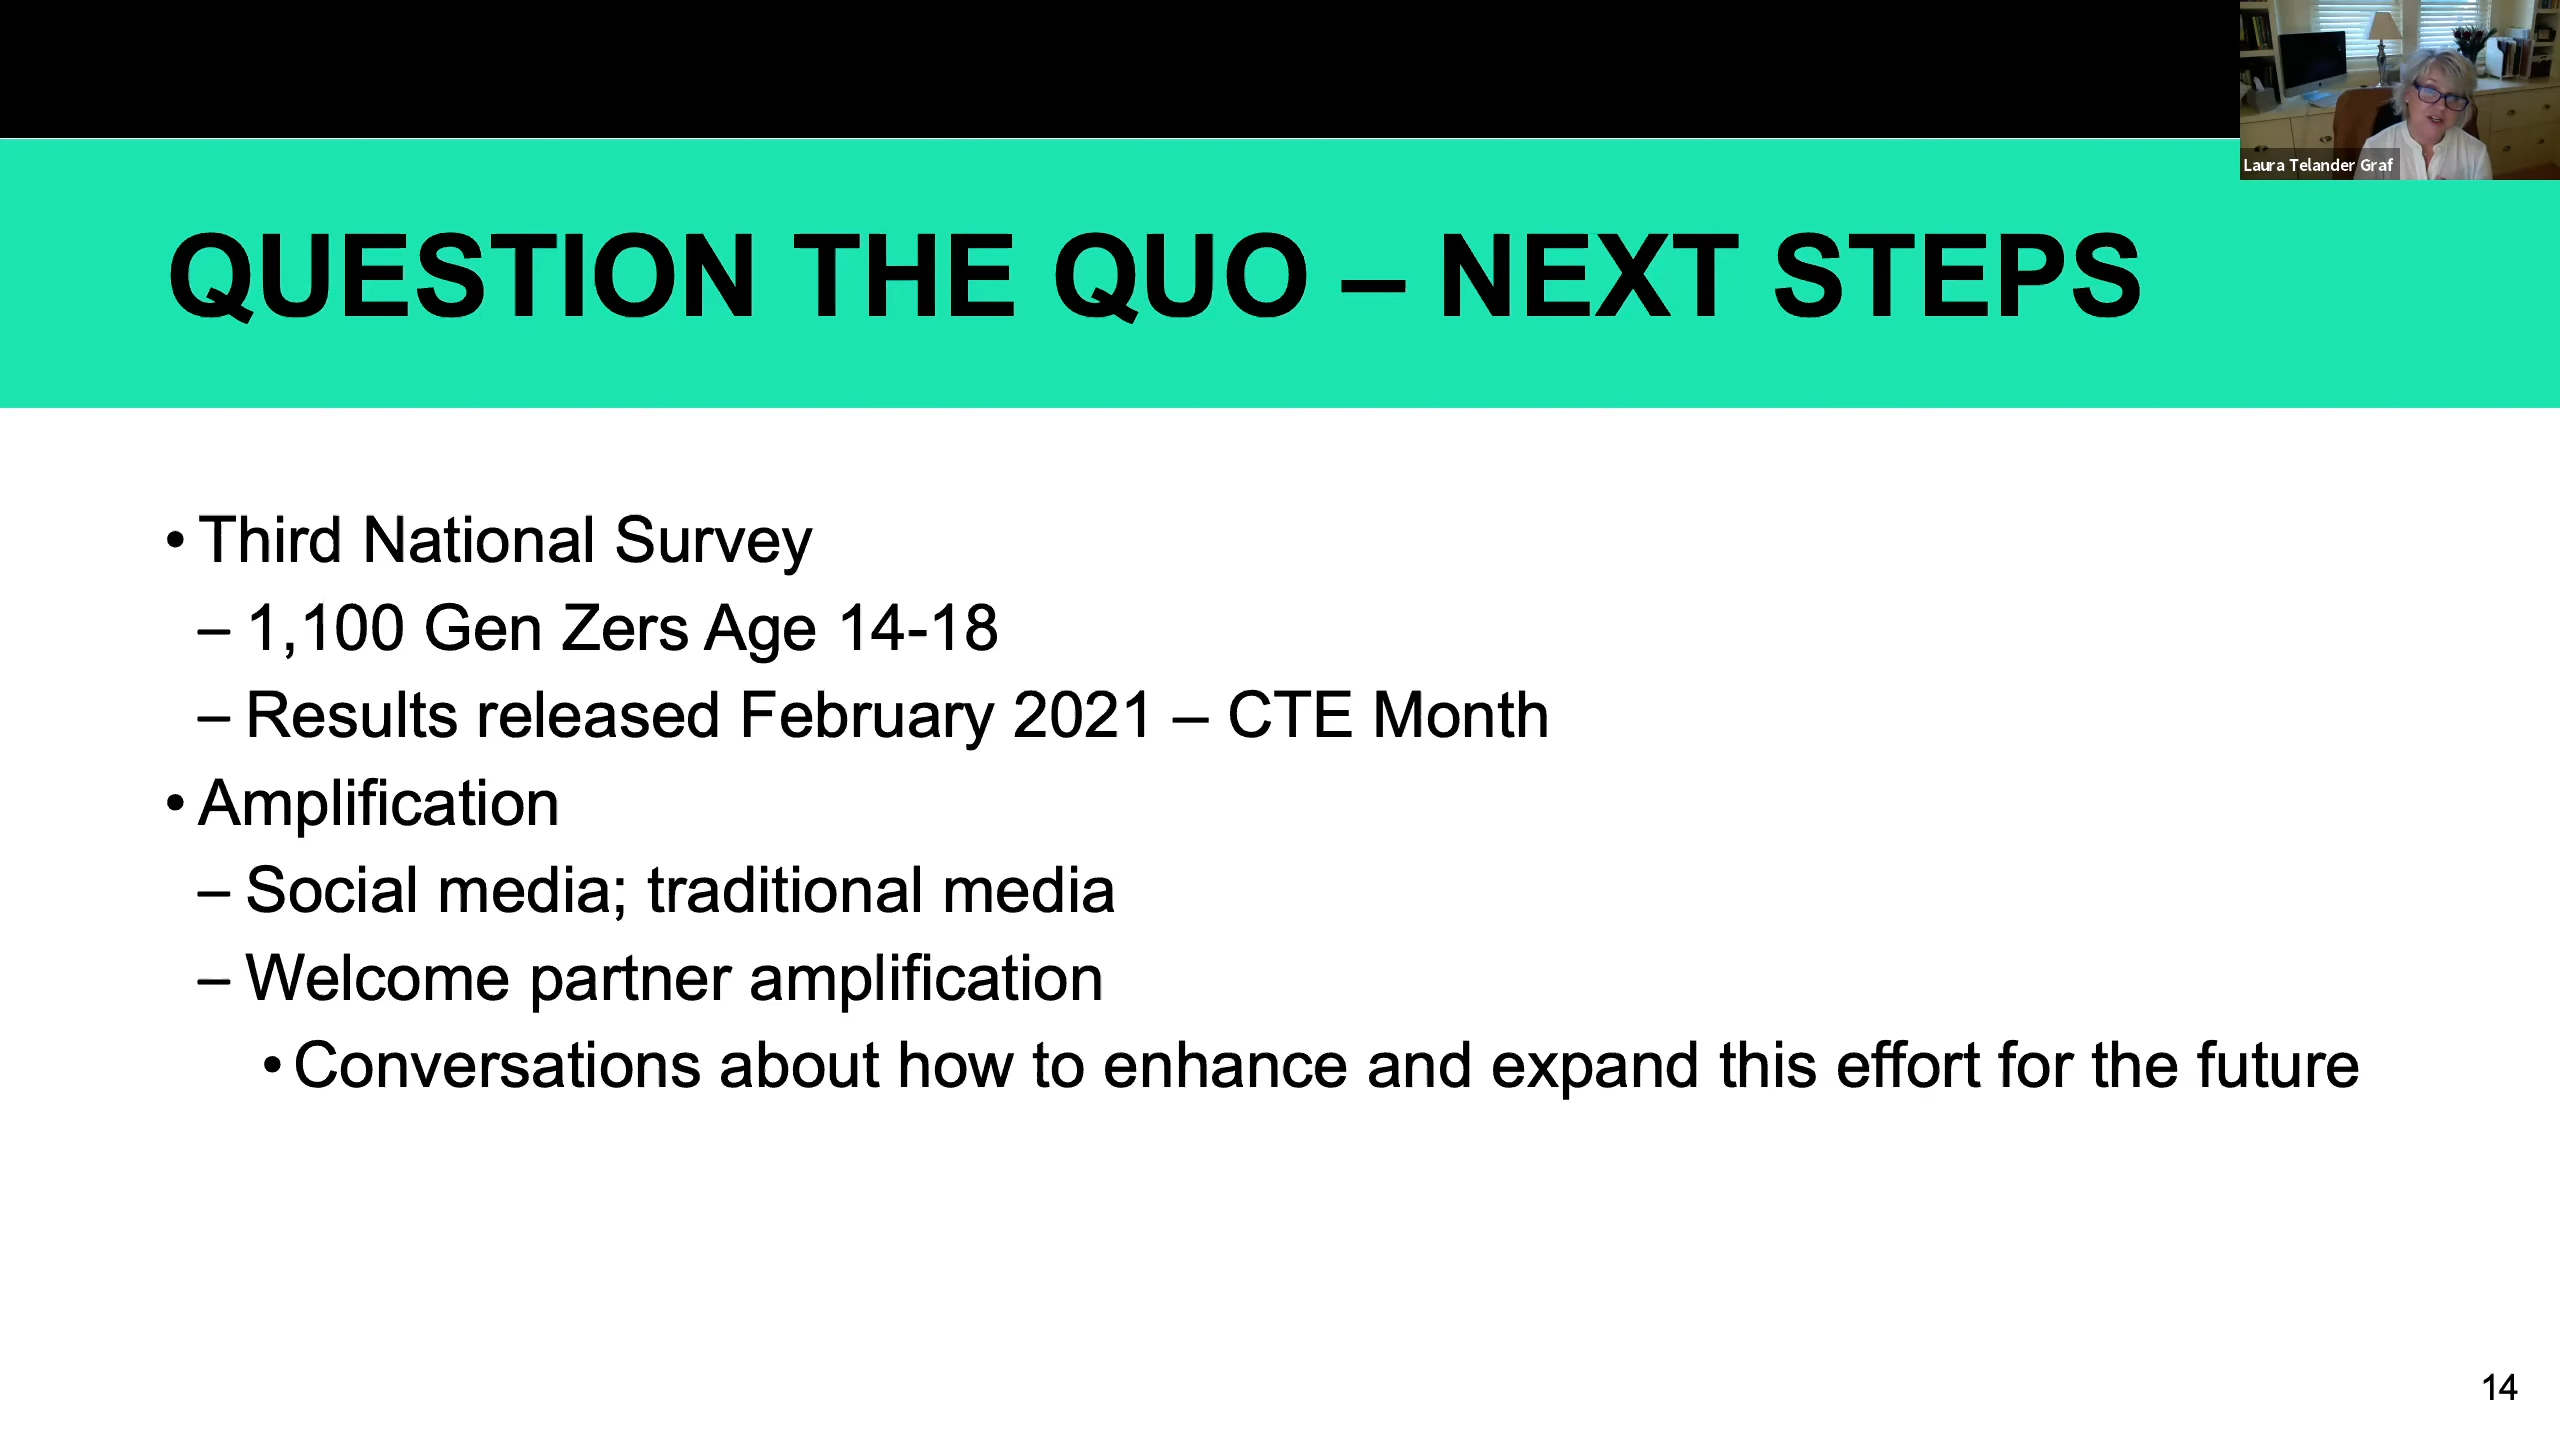 Laura Telander Graf
QUESTION THE QUO – NEXT STEPS
• Third National Survey
– 1,100 Gen Zers Age 14-18
– Results released February 2021 – CTE Month
• Amplification
– Social media; traditional media
– Welcome partner amplification
• Conversations about how to enhance and expand this effort for the future
14